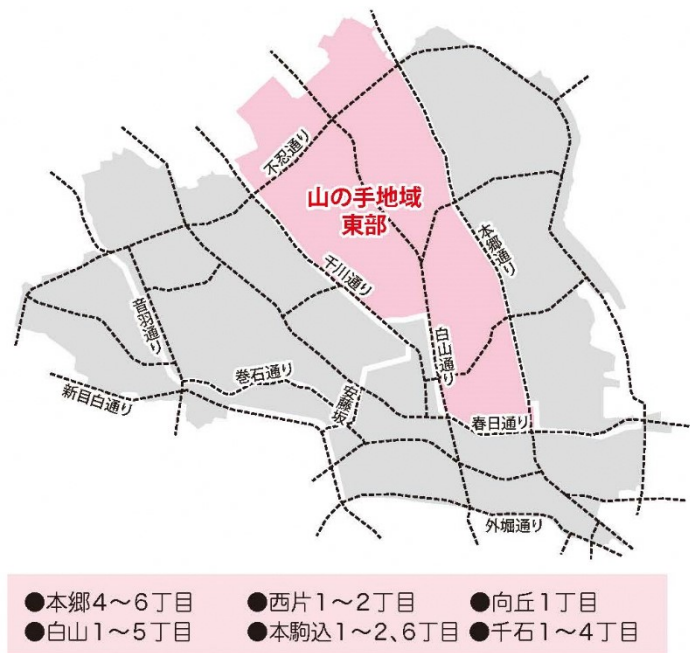 不忍通り
山の手地域
東部
本郷通り
千川通り
音羽通り
白山通り
巻石通り
新目白通り
安藤坂
春日通り
外堀通り
●本郷4〜6丁目 ●西片1〜2丁目 ●向丘1丁目
●白山1〜5丁目 ●本駒込1〜2、6丁目 ●千石1〜4丁目